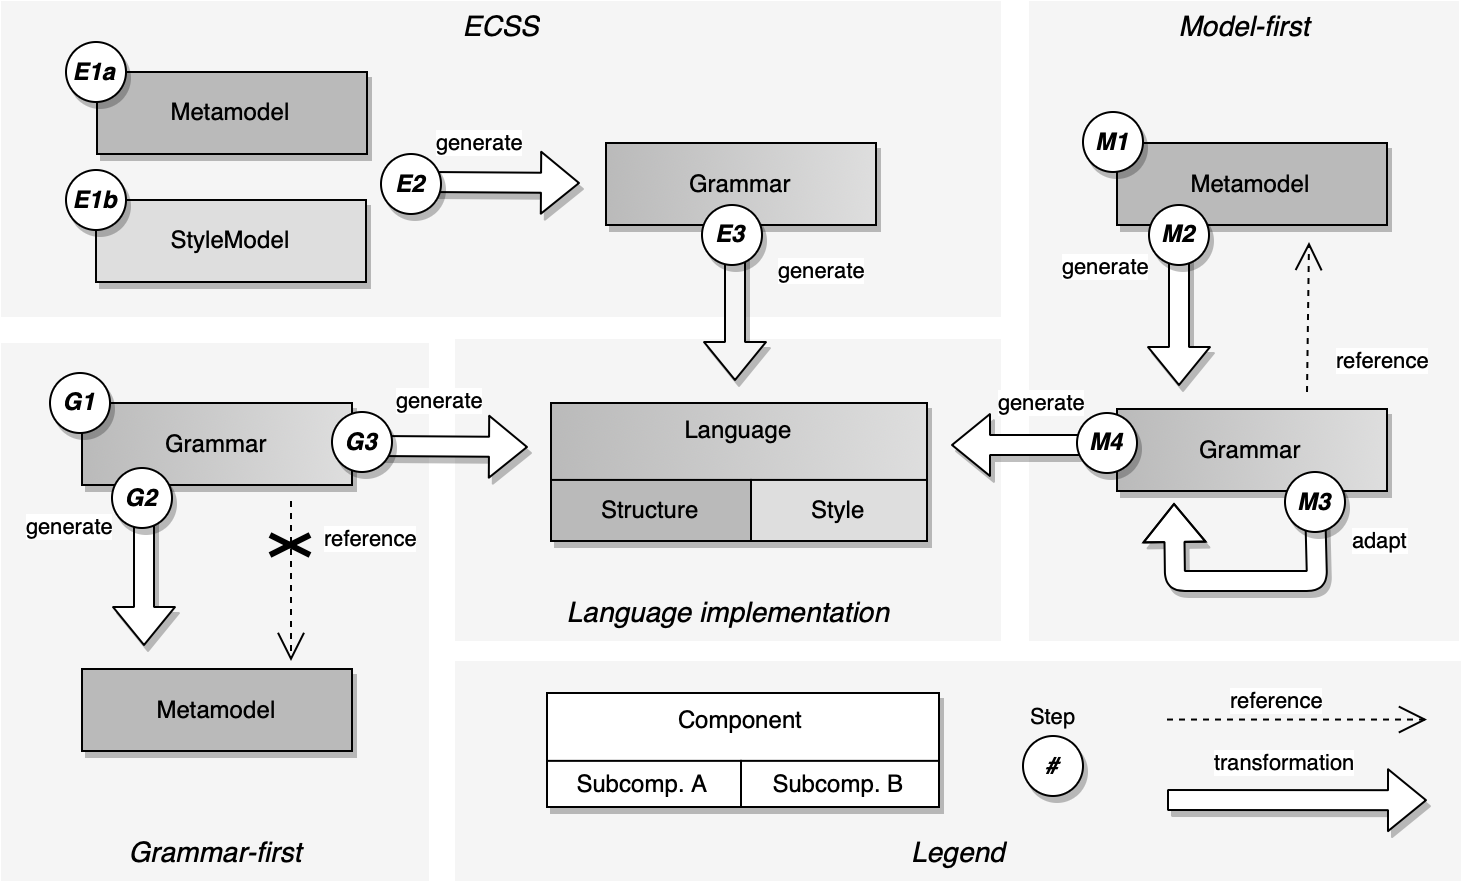 ECSS
E1a
Metamodel
E1b
StyleModel
E2
generate
Grammar
E3
generate
Model-first
M1
Metamodel
M2
generate
reference
generate
M4
Grammar
M3
adapt
G1
Grammar
G2
generate
G3
generate
reference
Metamodel
Grammar-first
Language
Structure
Style
Language implementation
Component
Subcomp. A
Subcomp. B
Step
#
reference
transformation
Legend